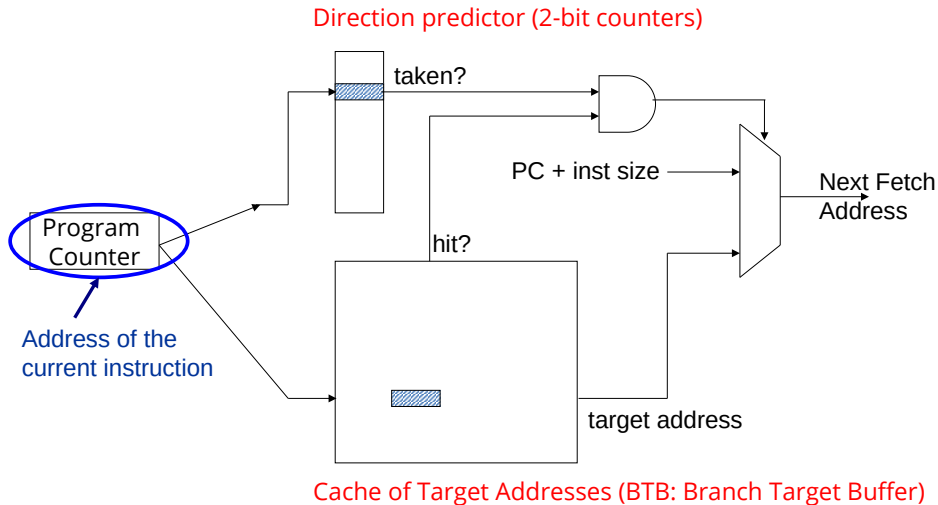 Direction predictor (2-bit counters)
taken?
PC + inst size
Next Fetch
Address
Program
Counter
hit?
Address of the
current instruction
target address
Cache of Target Addresses (BTB: Branch Target Buffer)